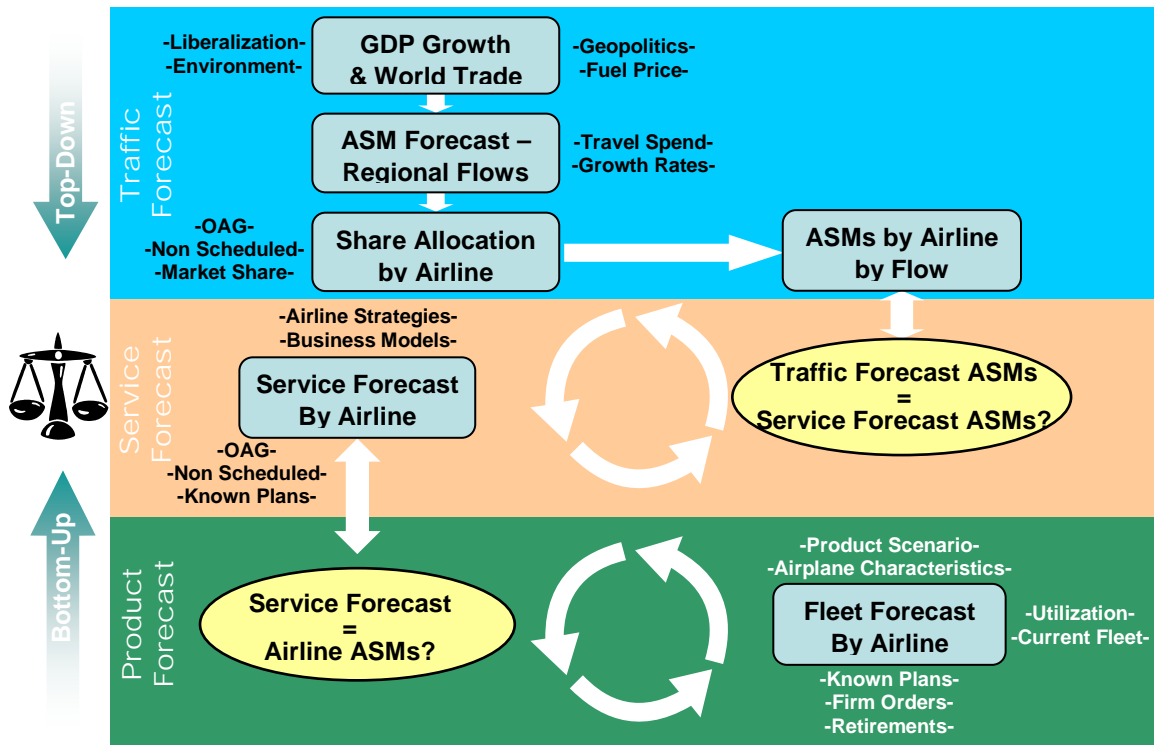 Top-Down
Bottom-Up
Traffic
Forecast
-Liberalization-
-Environment-
GDP Growth
& World Trade
-Geopolitics-
-Fuel Price-
ASM Forecast –
Regional Flows
-Travel Spend-
-Growth Rates-
-OAG-
-Non Scheduled-
-Market Share-
Share Allocation
by Airline
ASMs by Airline
by Flow
Service
Forecast
-Airline Strategies-
-Business Models-
Service Forecast
By Airline
-OAG-
-Non Scheduled-
-Known Plans-
Traffic Forecast ASMs
=
Service Forecast ASMs?
Product
Forecast
Service Forecast
=
Airline ASMs?
-Product Scenario-
-Airplane Characteristics-
Fleet Forecast
By Airline
-Utilization-
-Current Fleet-
-Known Plans-
-Firm Orders-
-Retirements-